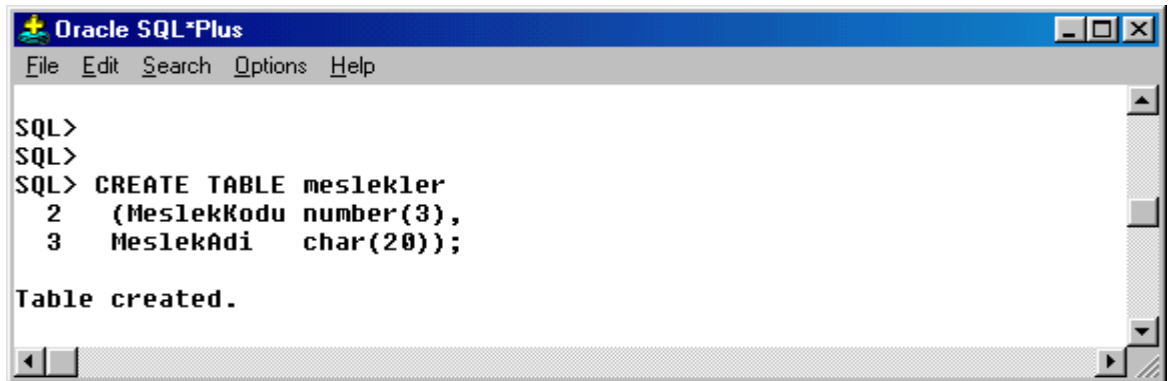 Oracle SQL*Plus
File Edit Search Options Help
SQL>
SQL>
SQL> CREATE TABLE meslekler
2 (MeslekKodu number(3),
3 MeslekAdi char(20));
Table created.